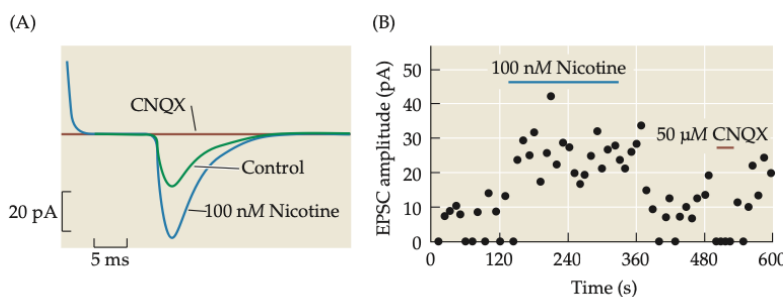 (A)
CNQX
Control
100 nM Nicotine
20 pA
5 ms
(B)
EPSC amplitude (pA)
50
40
30
20
10
0
100 nM Nicotine
50 μM CNQX
0 120 240 360 480 600
Time (s)